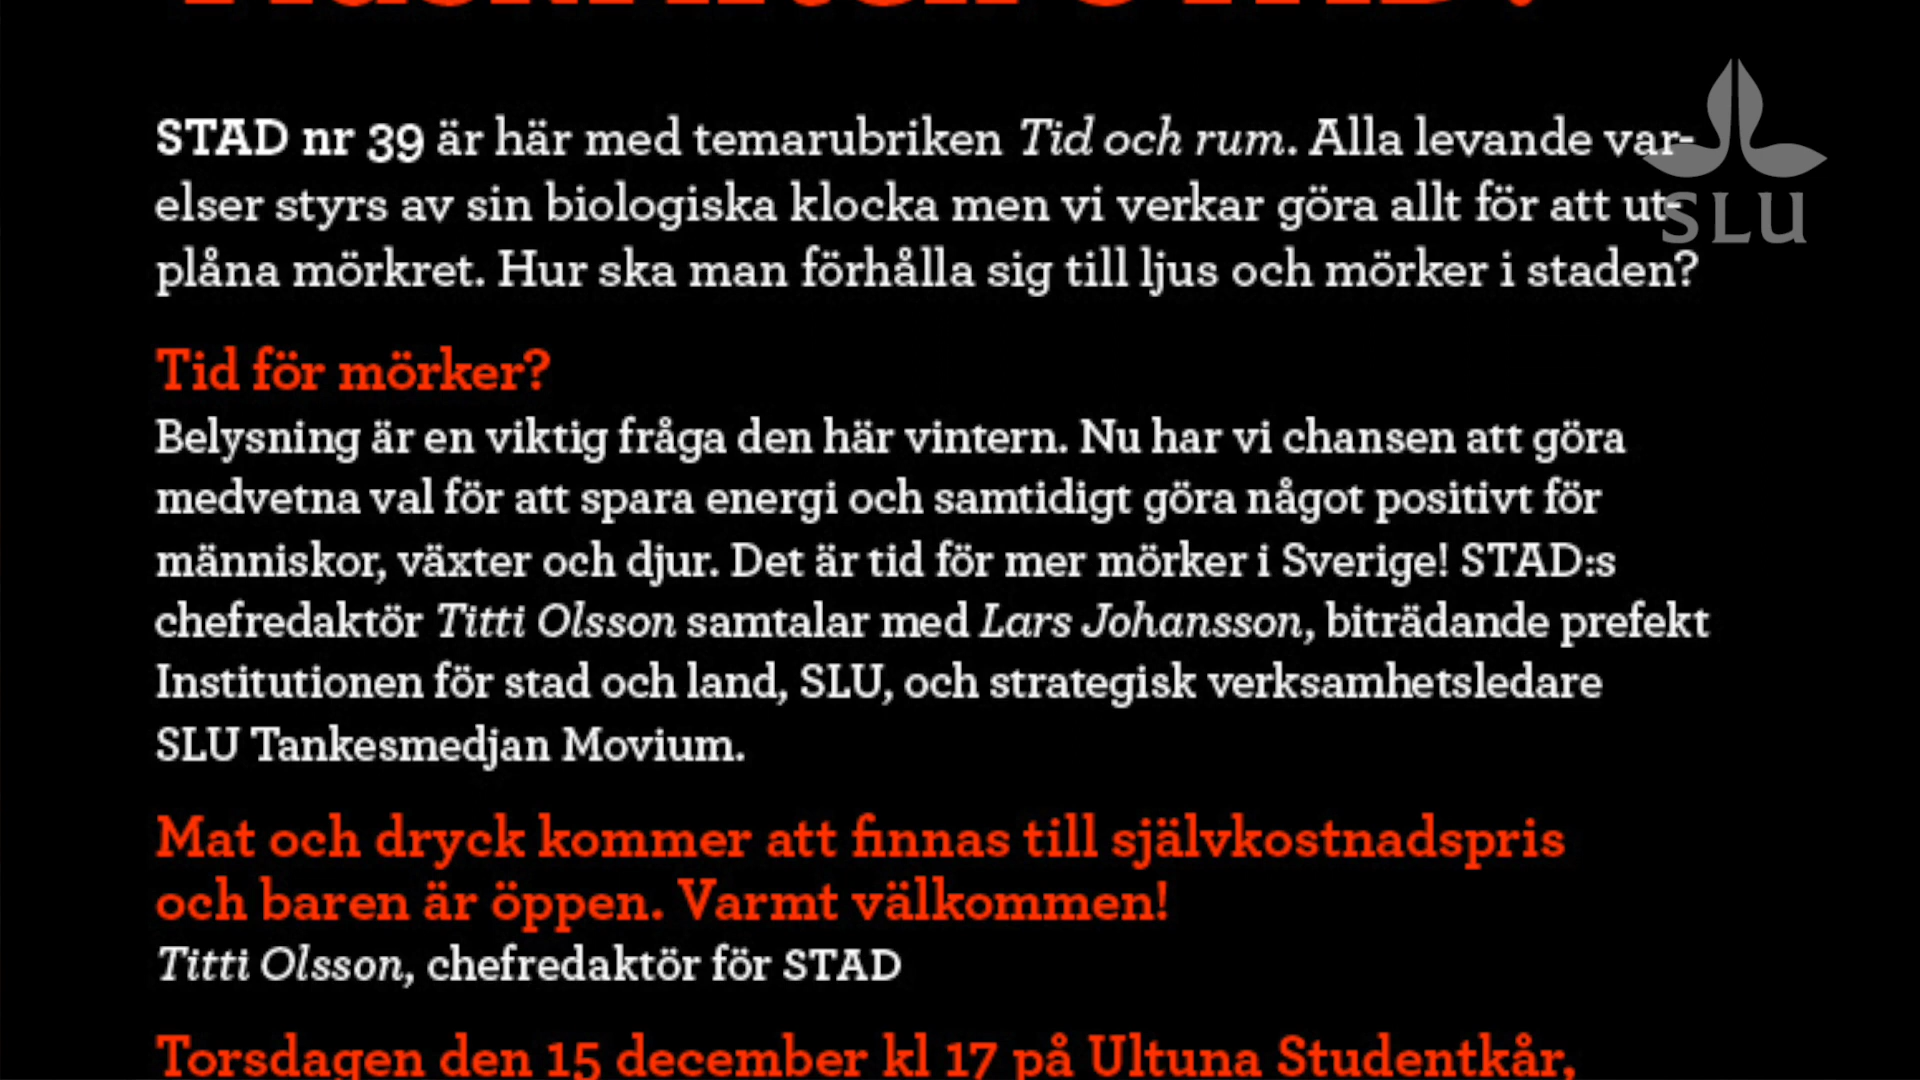 STAD nr 39 är här med temarubriken Tid och rum. Alla levande var-
elser styrs av sin biologiska klocka men vi verkar göra allt för att ut-
plåna mörkret. Hur ska man förhålla sig till ljus och mörker i staden?
SLU
Tid för mörker?
Belysning är en viktig fråga den här vintern. Nu har vi chansen att göra
medvetna val för att spara energi och samtidigt göra något positivt för
människor, växter och djur. Det är tid för mer mörker i Sverige! STAD:s
chefredaktör Titti Olsson samtalar med Lars Johansson, biträdande prefekt
Institutionen för stad och land, SLU, och strategisk verksamhetsledare
SLU Tankesmedjan Movium.
Mat och dryck kommer att finnas till självkostnadspris
och baren är öppen. Varmt välkommen!
Titti Olsson, chefredaktör för STAD
Torsdagen den 15 december kl 17 på Ultuna Studentkår,